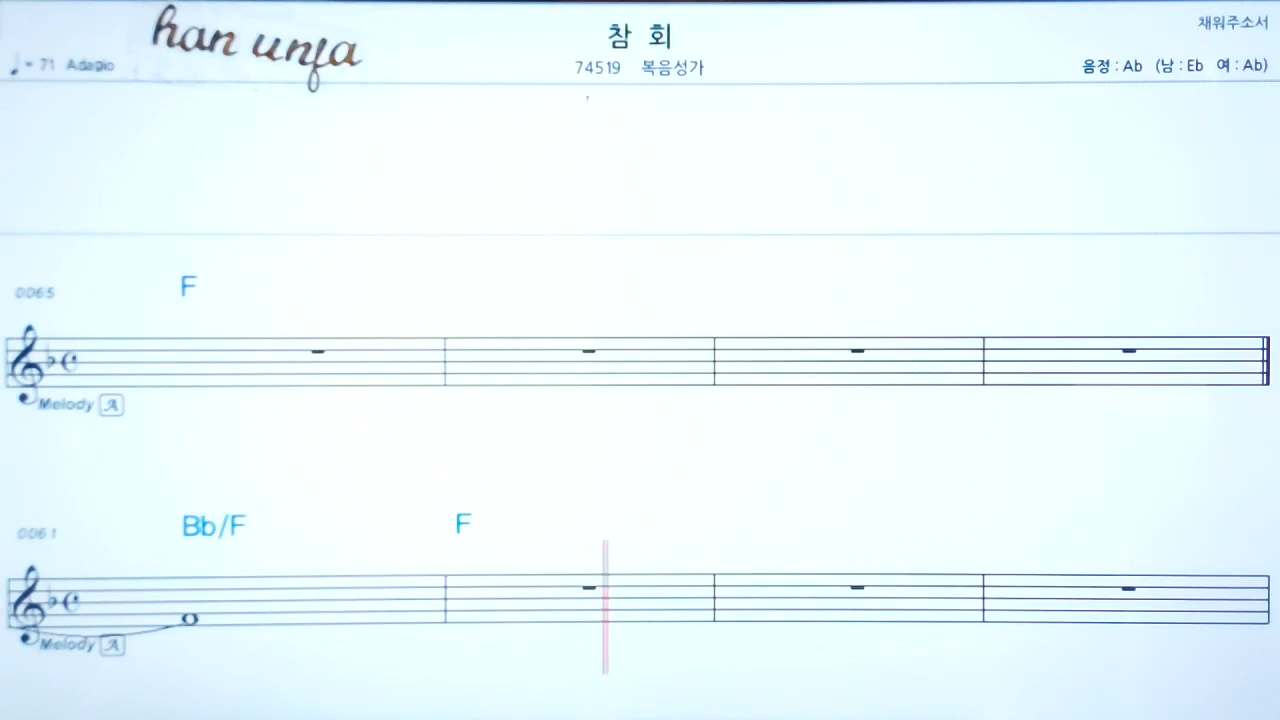 han unfa
참 회
채워주소서
♩= 71 Adagio
74519 복음성가
음정 : Ab (남 : Eb 여 : Ab)
0065
F
Melody A
0061
Bb/F F
Melody A